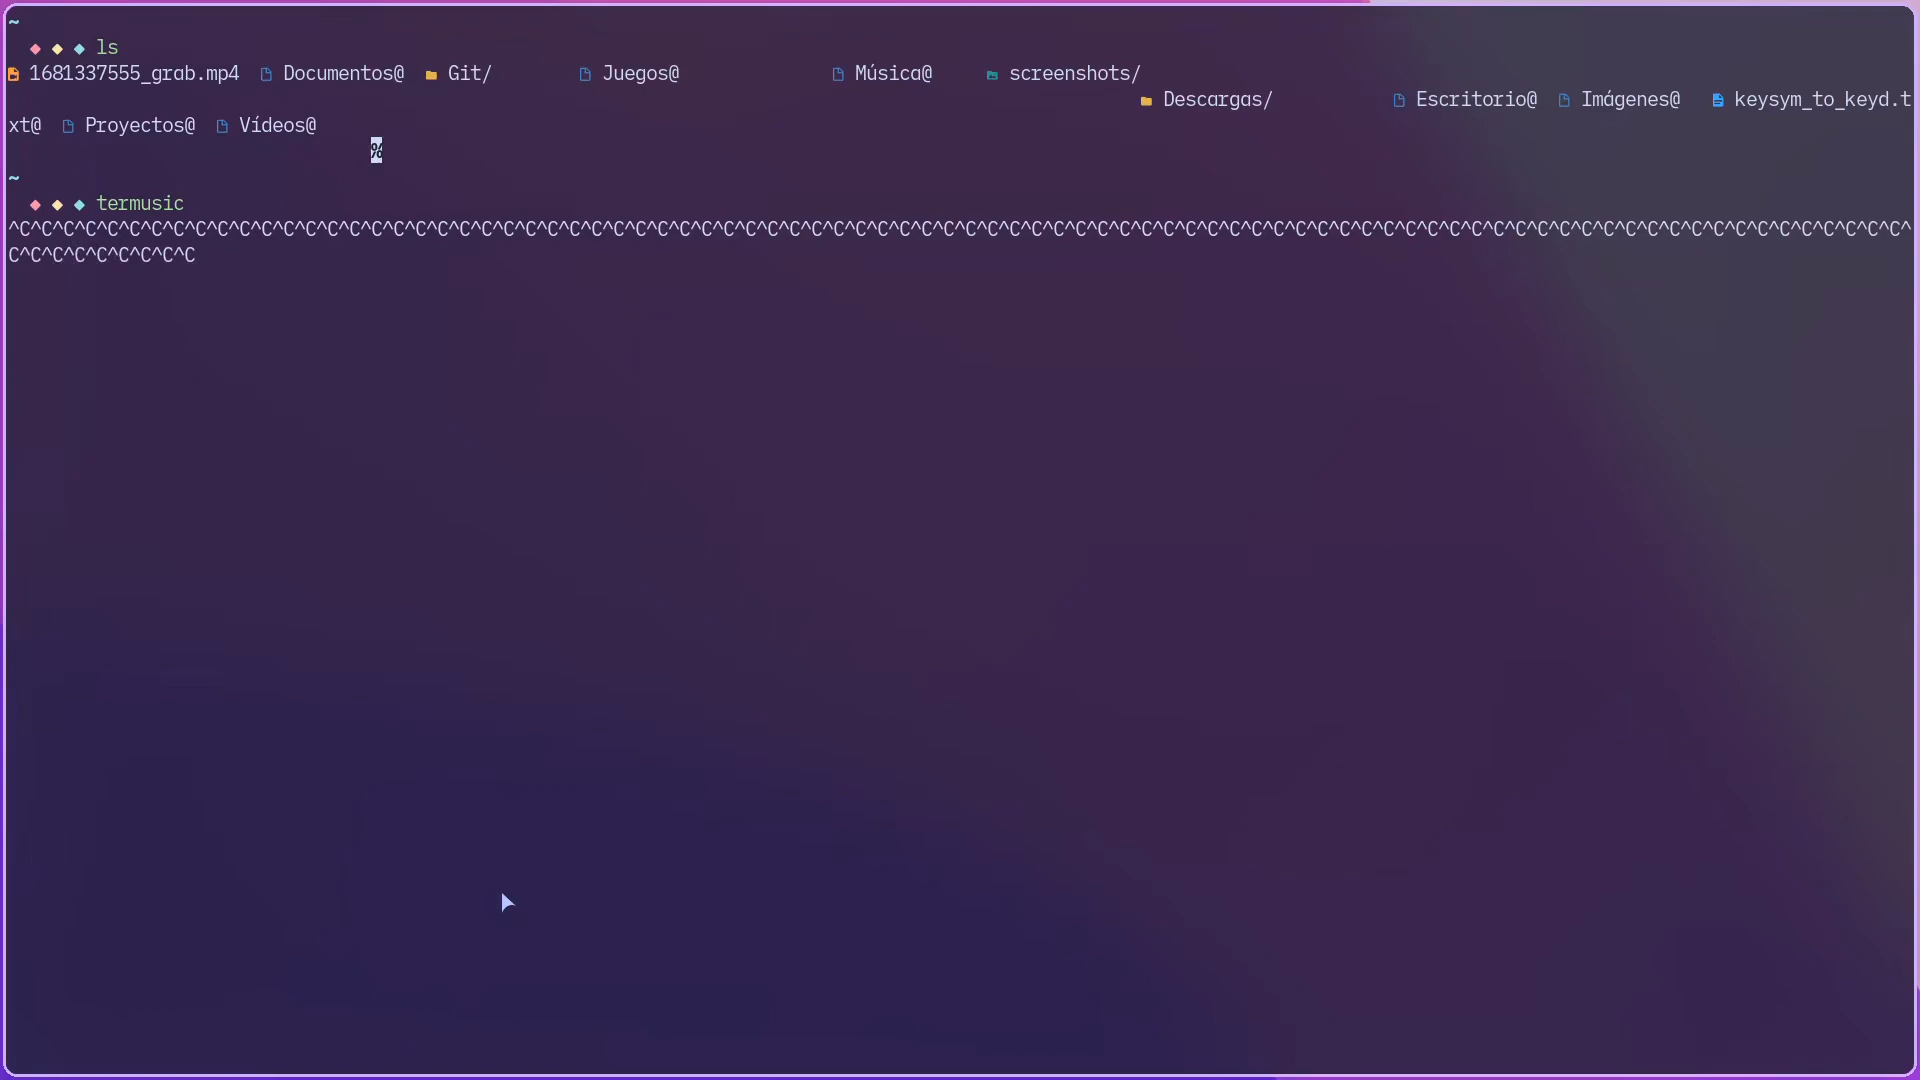 ~
ls
1681337555_grab.mp4 Documentos@ Git/ Juegos@ Música@ screenshots/
Descargas/ Escritorio@ Imágenes@ keysym_to_keyd.t
xt@ Proyectos@ Vídeos@
%
~
termusic
^C^C^C^C^C^C^C^C^C^C^C^C^C^C^C^C^C^C^C^C^C^C^C^C^C^C^C^C^C^C^C^C^C^C^C^C^C^C^C^C^C^C^C^C^C^C^C^C^C^C^C^C^C^C^C^C^C^C^C^C^C^C^C^C^C^C^C^C^C^C^C^C^C^C^C^C^C^C^C^C^C^C^C^C^C^C^
C^C^C^C^C^C^C^C^C